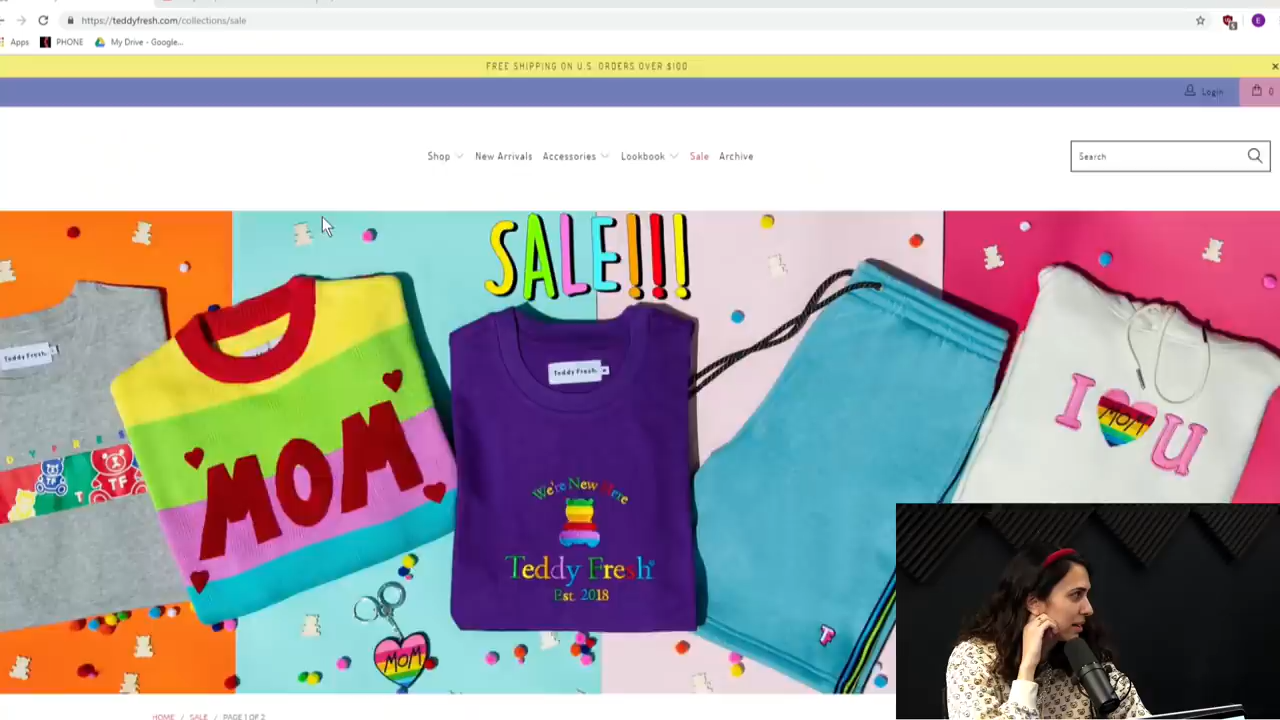 https://teddyfresh.com/collections/sale
Apps PHONE My Drive - Google...
FREE SHIPPING ON U.S. ORDERS OVER $100
Login 0
Shop New Arrivals Accessories Lookbook Sale Archive
Search
SALE!!!
Teddy Fresh
Teddy Fresh
MOM
We're New Here
Teddy Fresh
Est. 2018
I MOM U
TF
TF
T
MOM
HOME / SALE / PAGE 1 OF 2